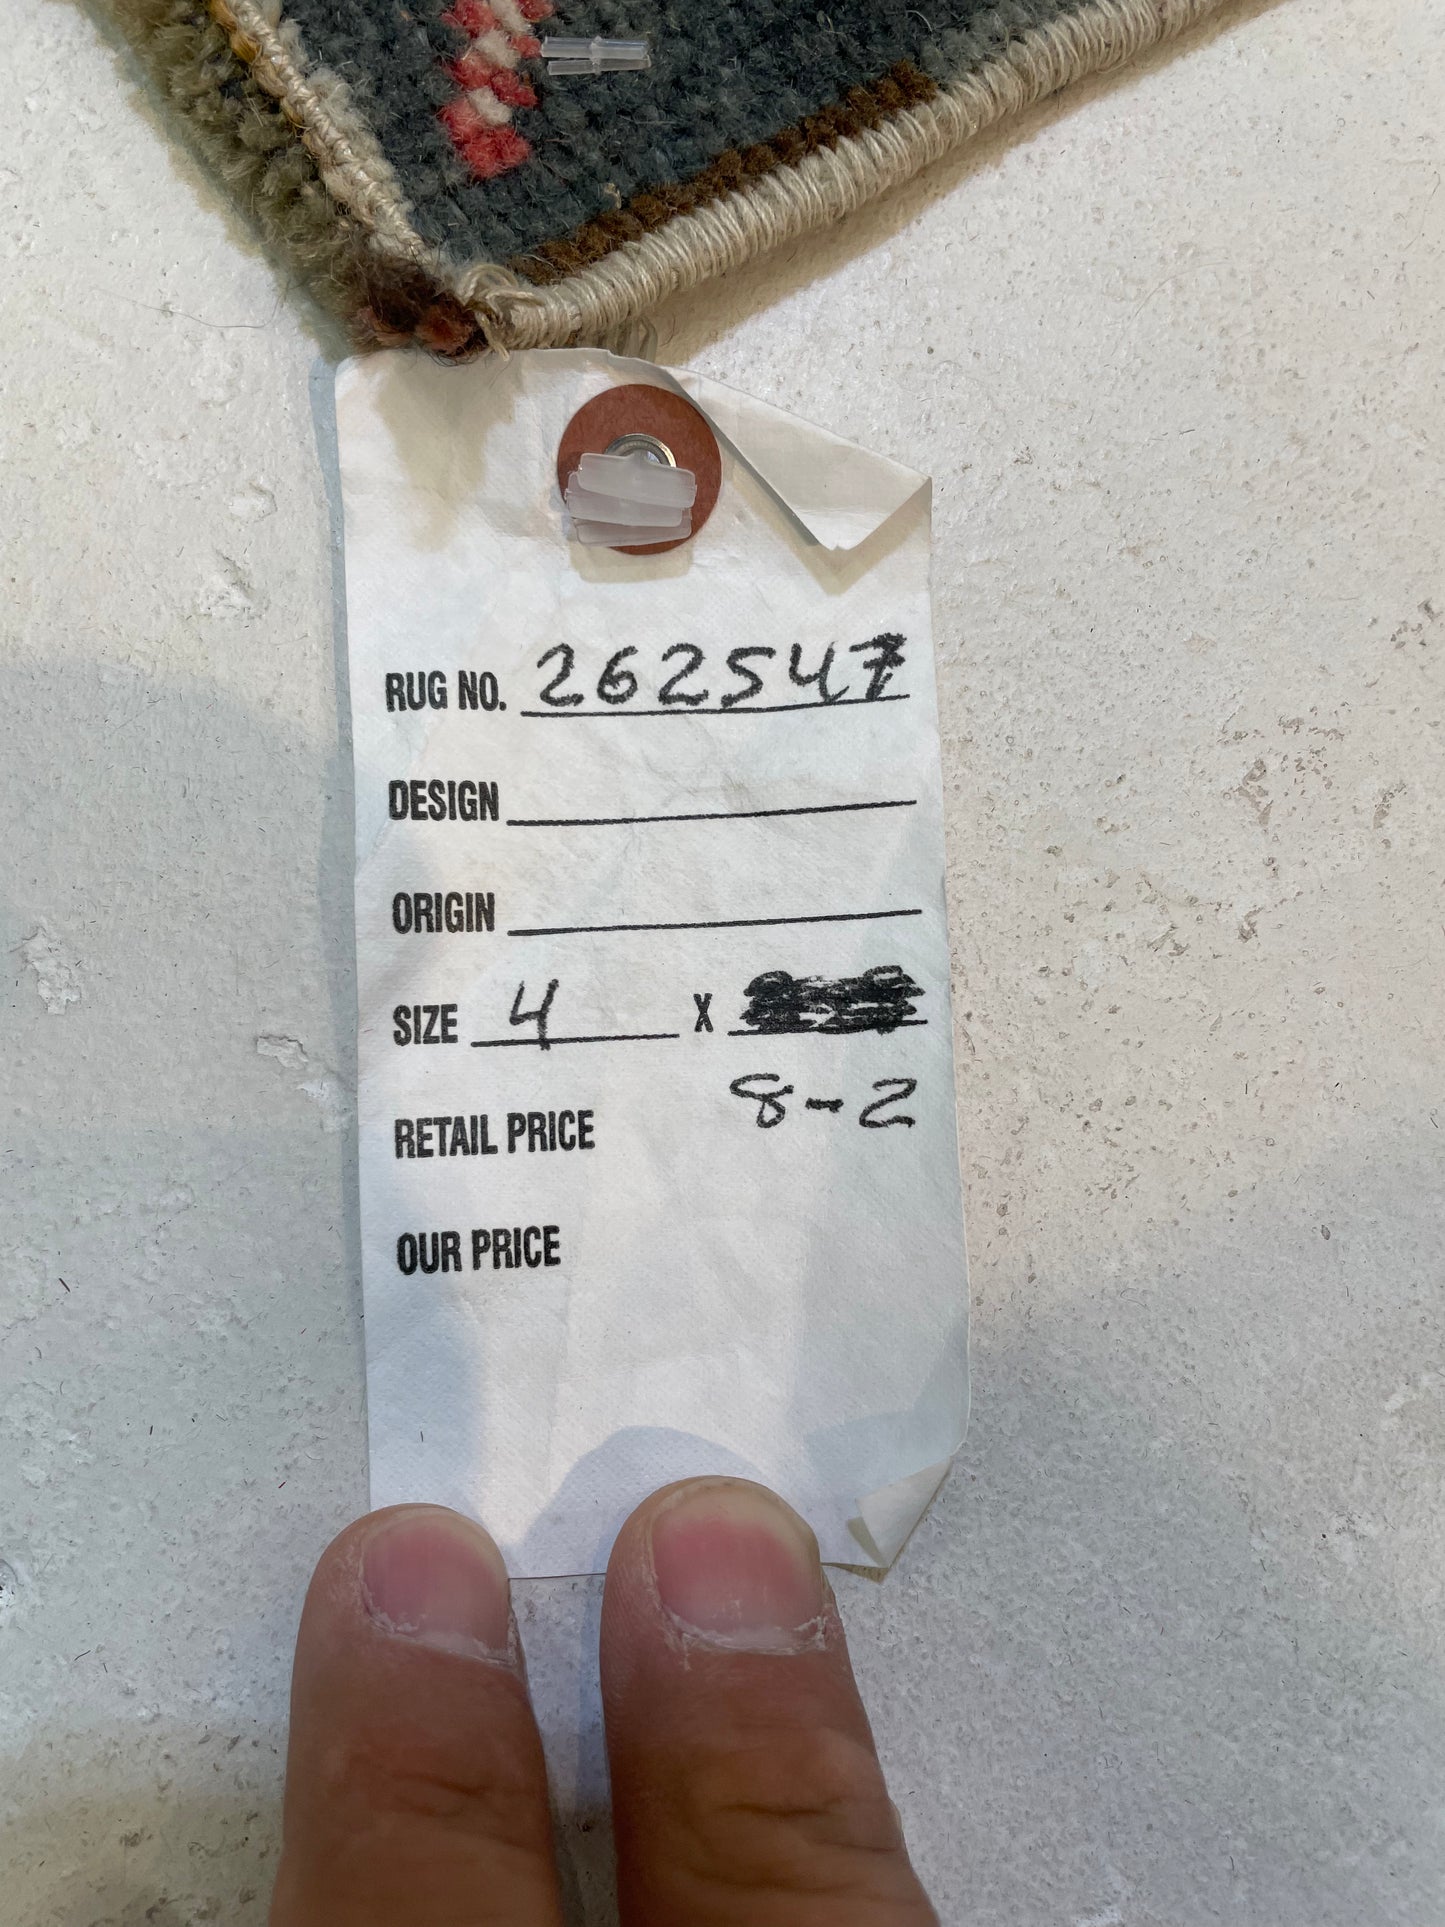 RUG NO. 262547
DESIGN
ORIGIN
SIZE 4 X
8-2
RETAIL PRICE
OUR PRICE